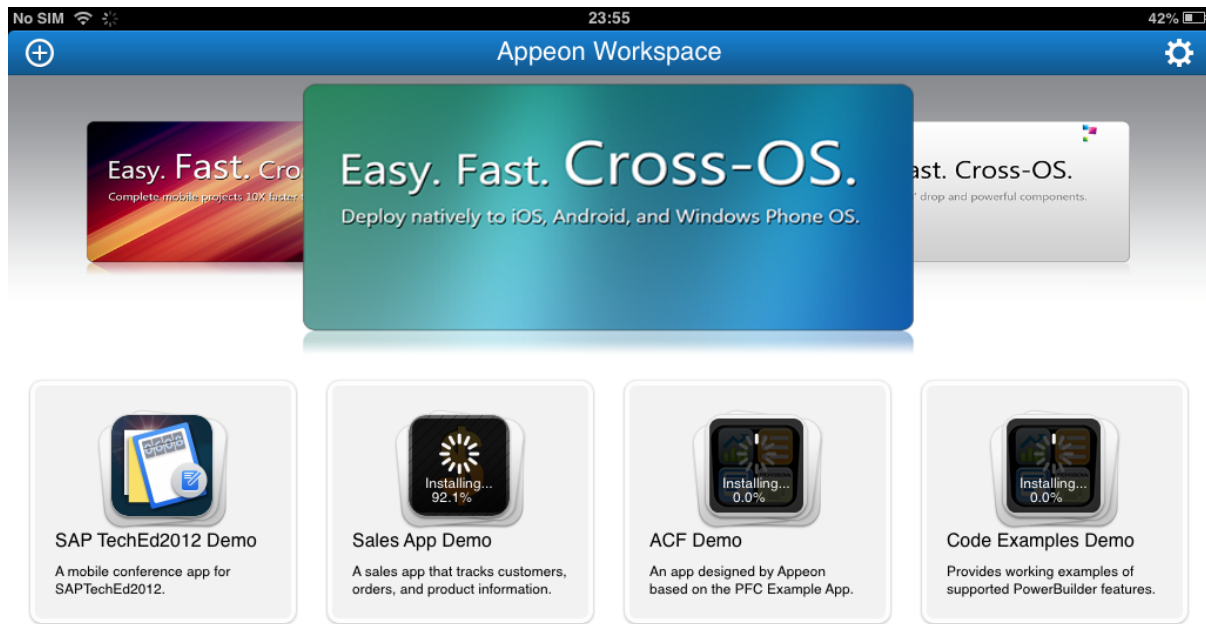 No SIM 23:55 42%
Appeon Workspace
Easy. Fast. Cro
Complete mobile projects 10X faster
Easy. Fast. Cross-OS.
Deploy natively to iOS, Android, and Windows Phone OS.
ast. Cross-OS.
drop and powerful components.
Installing...
92.1%
Installing...
0.0%
Installing...
0.0%
SAP TechEd2012 Demo
A mobile conference app for
SAPTechEd2012.
Sales App Demo
A sales app that tracks customers,
orders, and product information.
ACF Demo
An app designed by Appeon
based on the PFC Example App.
Code Examples Demo
Provides working examples of
supported PowerBuilder features.